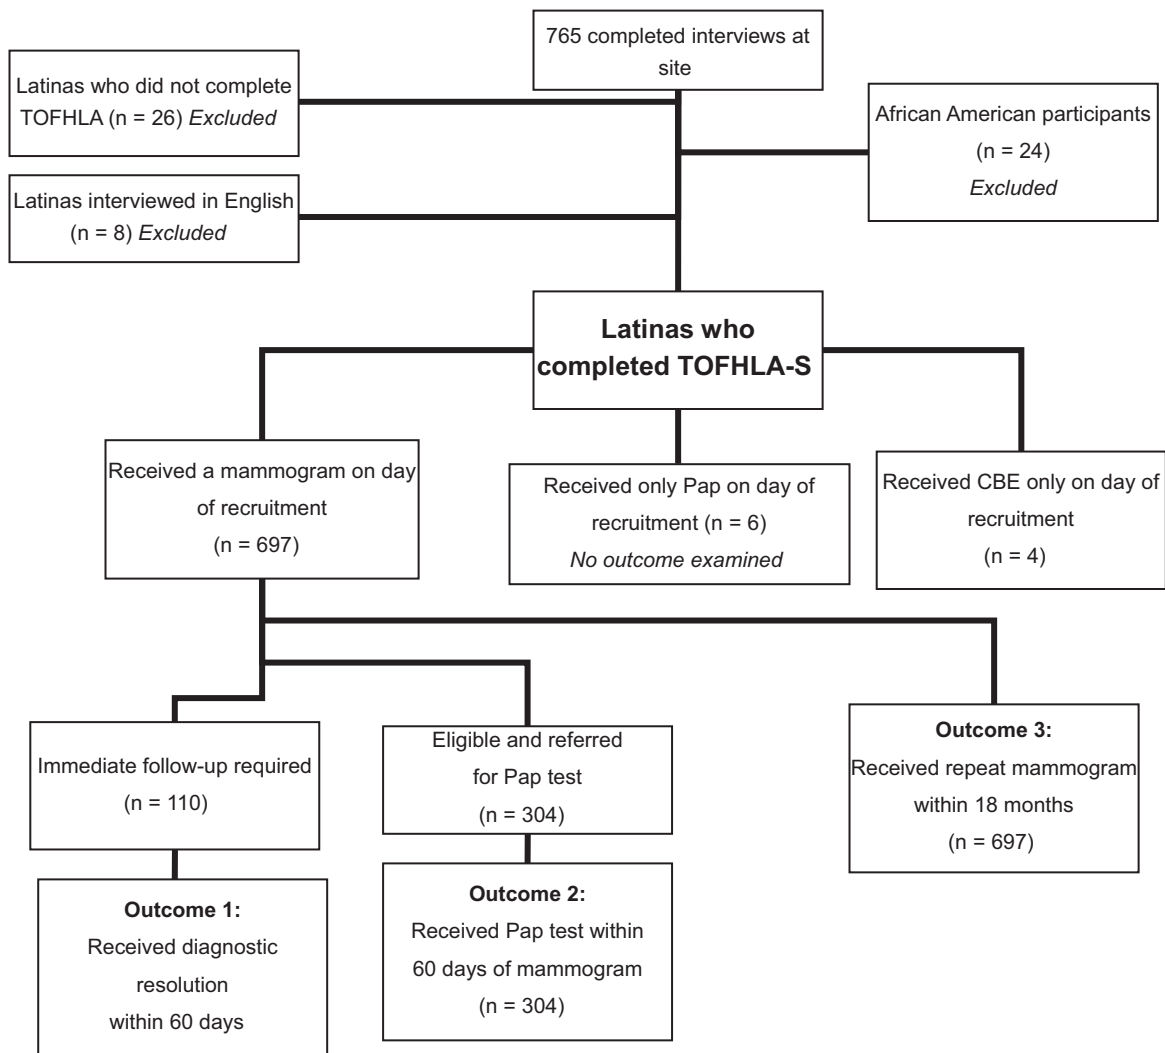 765 completed interviews at
site
Latinas who did not complete
TOFHLA (n = 26) Excluded
African American participants
(n = 24)
Excluded
Latinas interviewed in English
(n = 8) Excluded
Latinas who
completed TOFHLA-S
Received a mammogram on day
of recruitment
(n = 697)
Received only Pap on day of
recruitment (n = 6)
No outcome examined
Received CBE only on day of
recruitment
(n = 4)
Immediate follow-up required
(n = 110)
Eligible and referred
for Pap test
(n = 304)
Outcome 3:
Received repeat mammogram
within 18 months
(n = 697)
Outcome 1:
Received diagnostic
resolution
within 60 days
Outcome 2:
Received Pap test within
60 days of mammogram
(n = 304)